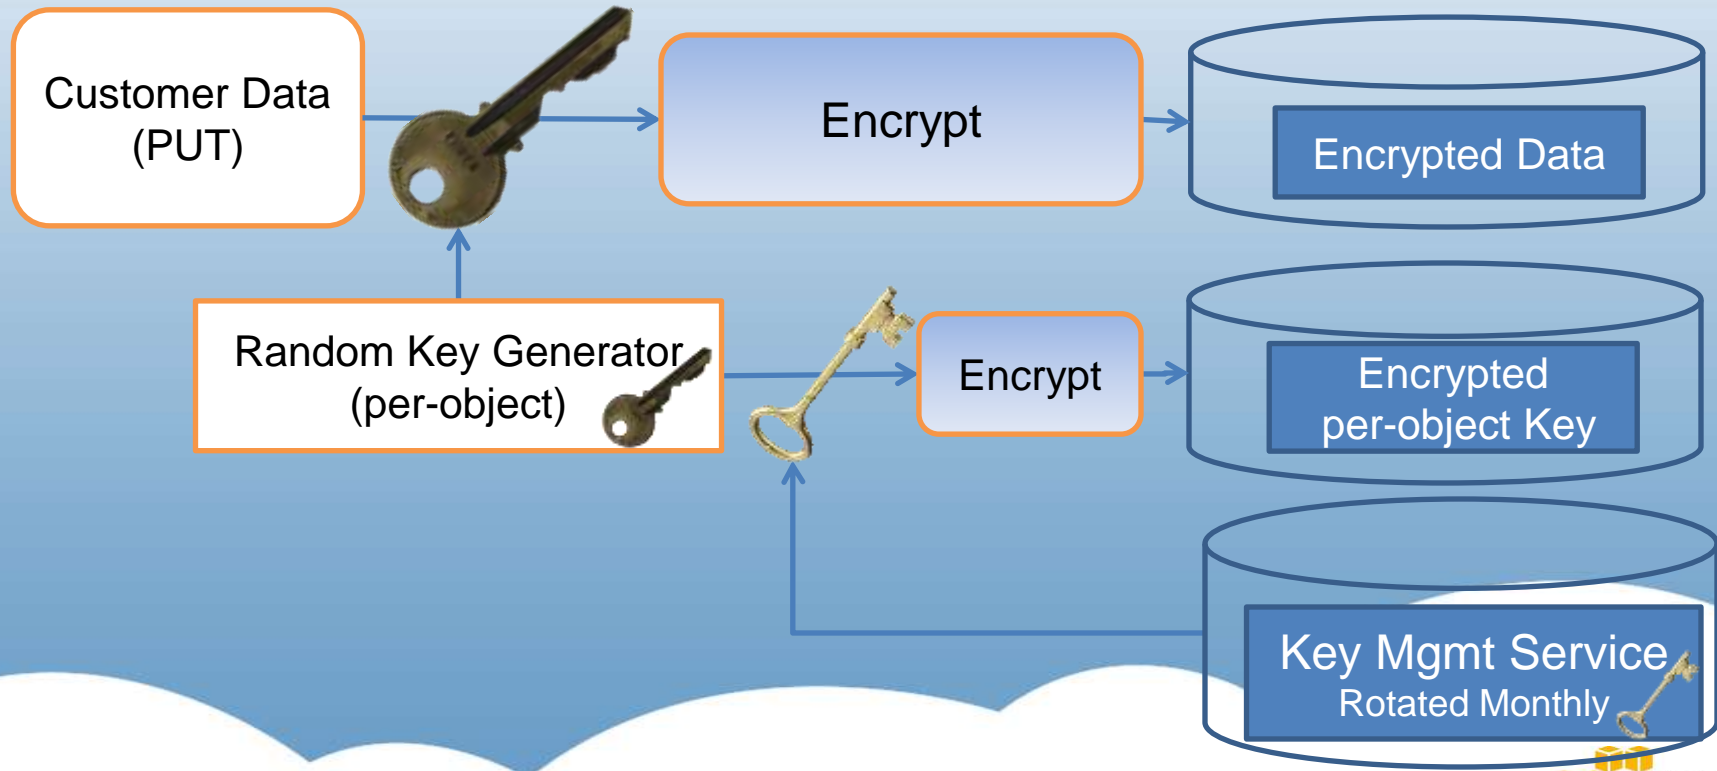 Customer Data
(PUT)
Encrypt
Encrypted Data
Random Key Generator
(per-object)
Encrypt
Encrypted
per-object Key
Key Mgmt Service
Rotated Monthly